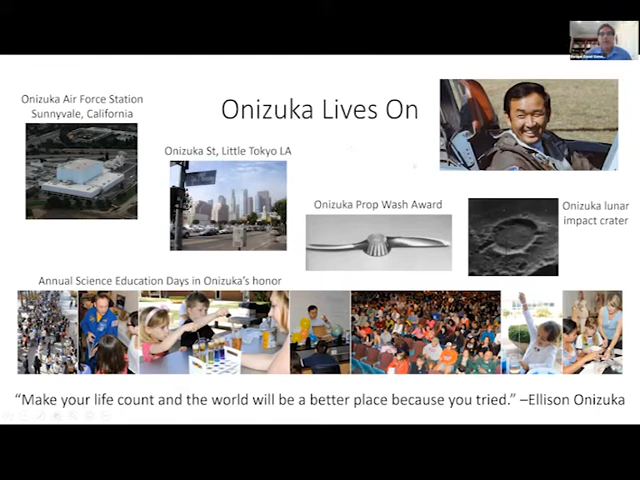 Onizuka Lives On
Onizuka Air Force Station
Sunnyvale, California
Onizuka St, Little Tokyo LA
Onizuka Prop Wash Award
Onizuka lunar
impact crater
Annual Science Education Days in Onizuka's honor
“Make your life count and the world will be a better place because you tried.” –Ellison Onizuka